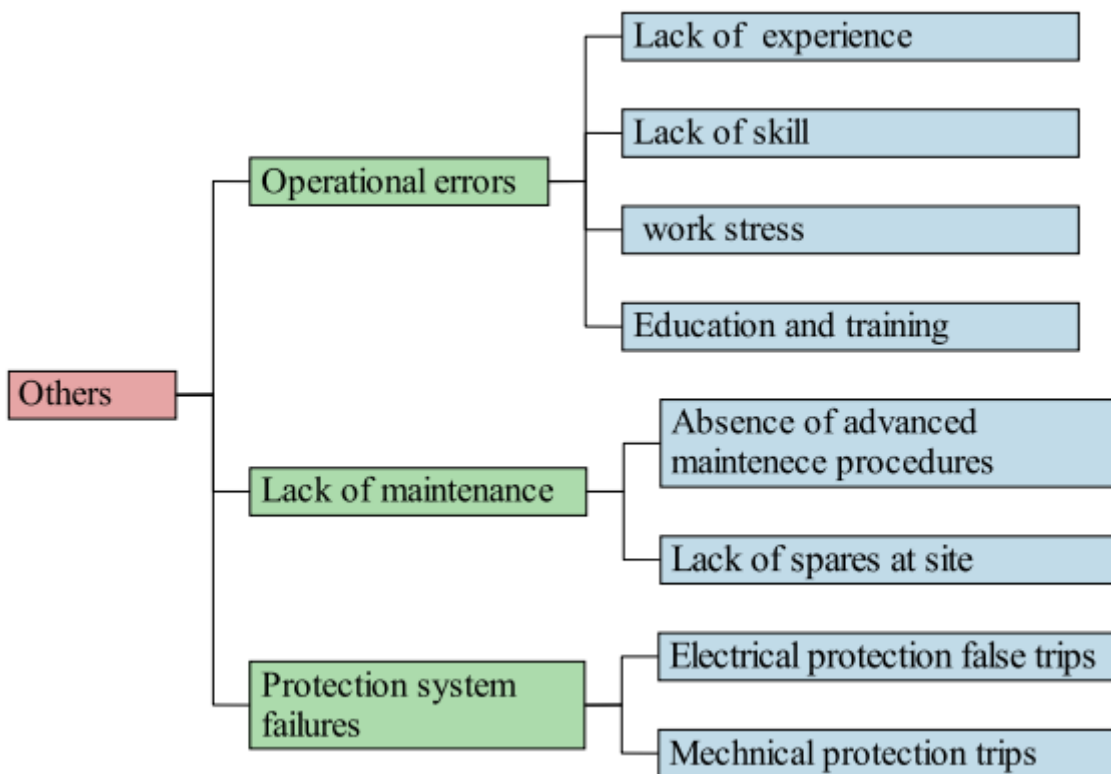 Lack of experience
Lack of skill
Operational errors
work stress
Education and training
Others
Absence of advanced
maintenece procedures
Lack of maintenance
Lack of spares at site
Electrical protection false trips
Protection system
failures
Mechnical protection trips